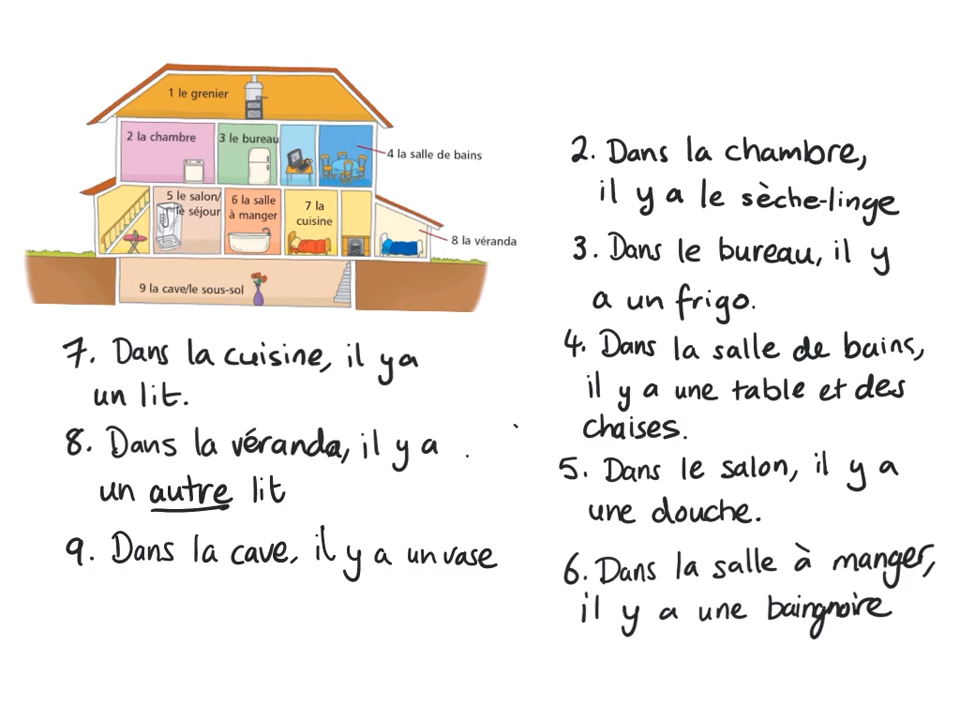 1 le grenier
2 la chambre
3 le bureau
4 la salle de bains
5 le salon/
le séjour
6 la salle
à manger
7 la
cuisine
8 la véranda
9 la cave/le sous-sol
2. Dans la chambre,
il y a le sèche-linge
3. Dans le bureau, il y
a un frigo.
4. Dans la salle de bains,
il y a une table et des
chaises.
5. Dans le salon, il y a
une douche.
6. Dans la salle à manger,
il y a une baingnoire
7. Dans la cuisine, il y a
un lit.
8. Dans la véranda, il y a
un autre lit
9. Dans la cave, il y a un vase